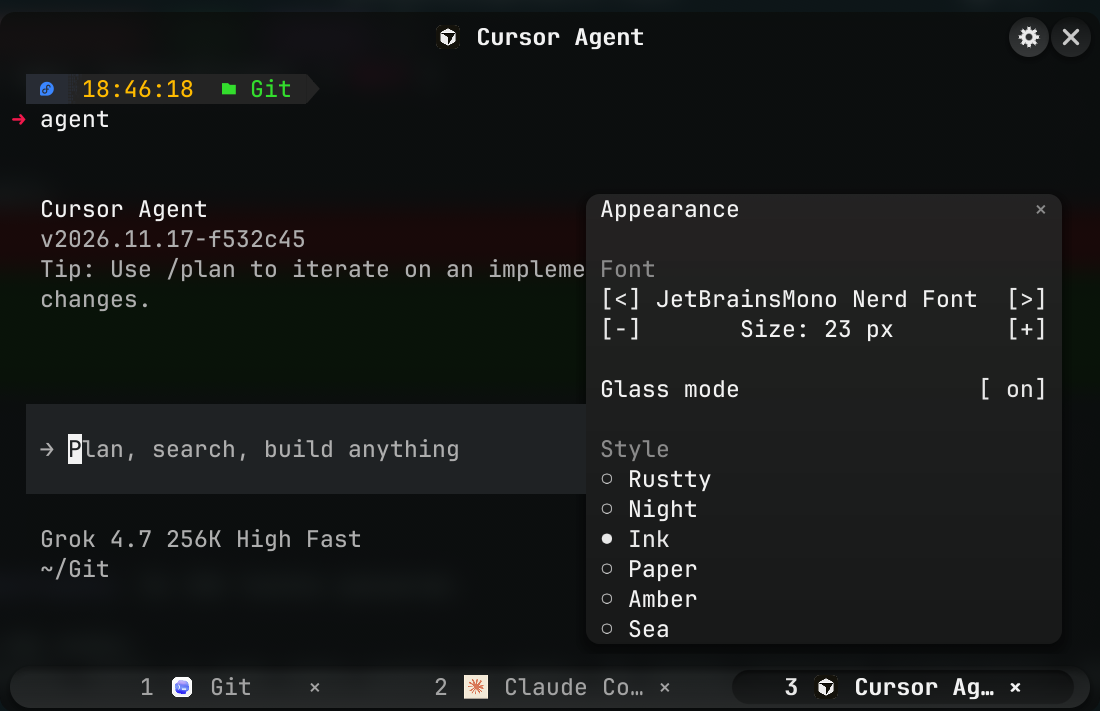 Cursor Agent
18:46:18 Git
➜ agent
Cursor Agent
v2026.11.17-f532c45
Tip: Use /plan to iterate on an impleme
changes.
→ Plan, search, build anything
Grok 4.7 256K High Fast
~/Git
Appearance ×
Font
[<] JetBrainsMono Nerd Font [>]
[-] Size: 23 px [+]
Glass mode [ on]
Style
○ Rustty
○ Night
● Ink
○ Paper
○ Amber
○ Sea
1 Git × 2 Claude Co… × 3 Cursor Ag… ×